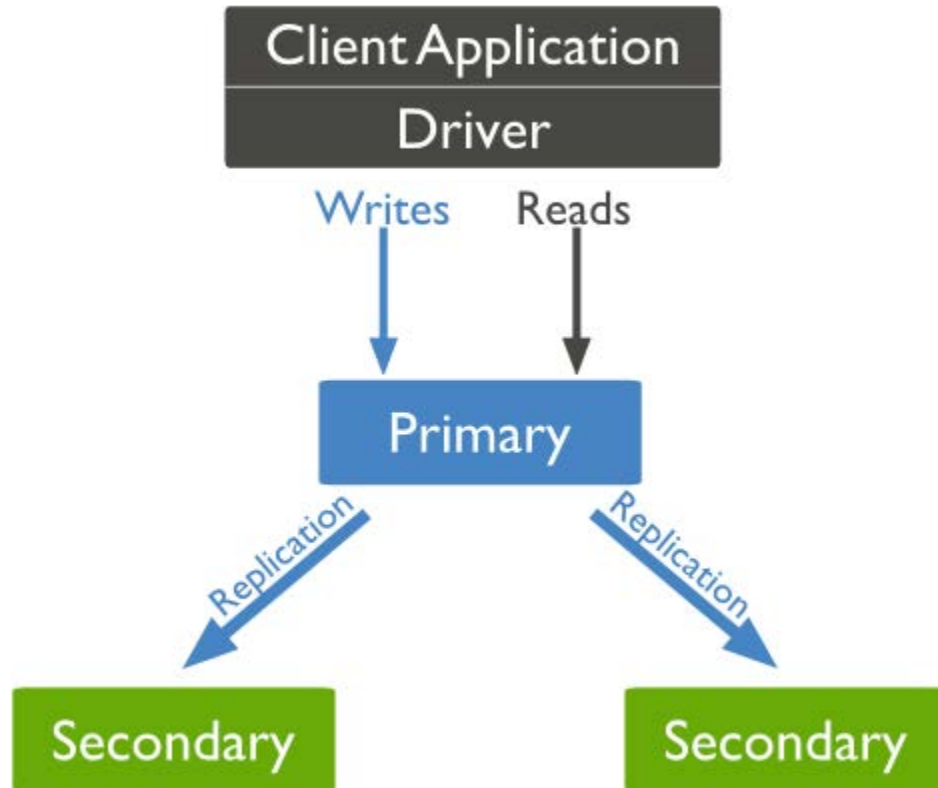 Client Application
Driver
Writes
Reads
Primary
Replication
Replication
Secondary
Secondary